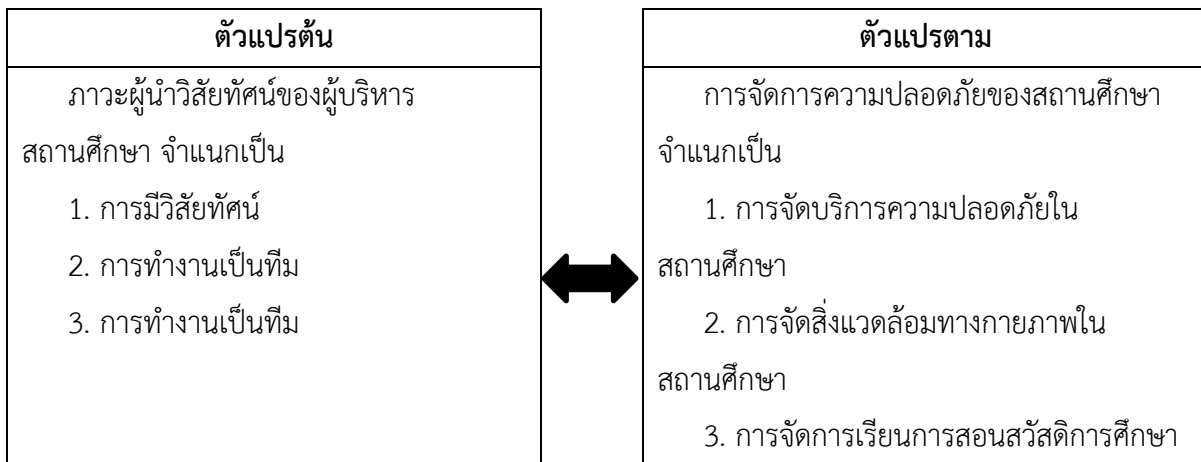 ตัวแปรต้น
ภาวะผู้นำวิสัยทัศน์ของผู้บริหาร
สถานศึกษา จำแนกเป็น
1. การมีวิสัยทัศน์
2. การทำงานเป็นทีม
3. การทำงานเป็นทีม
ตัวแปรตาม
การจัดการความปลอดภัยของสถานศึกษา
จำแนกเป็น
1. การจัดบริการความปลอดภัยใน
สถานศึกษา
2. การจัดสิ่งแวดล้อมทางกายภาพใน
สถานศึกษา
3. การจัดการเรียนการสอนสวัสดิการศึกษา